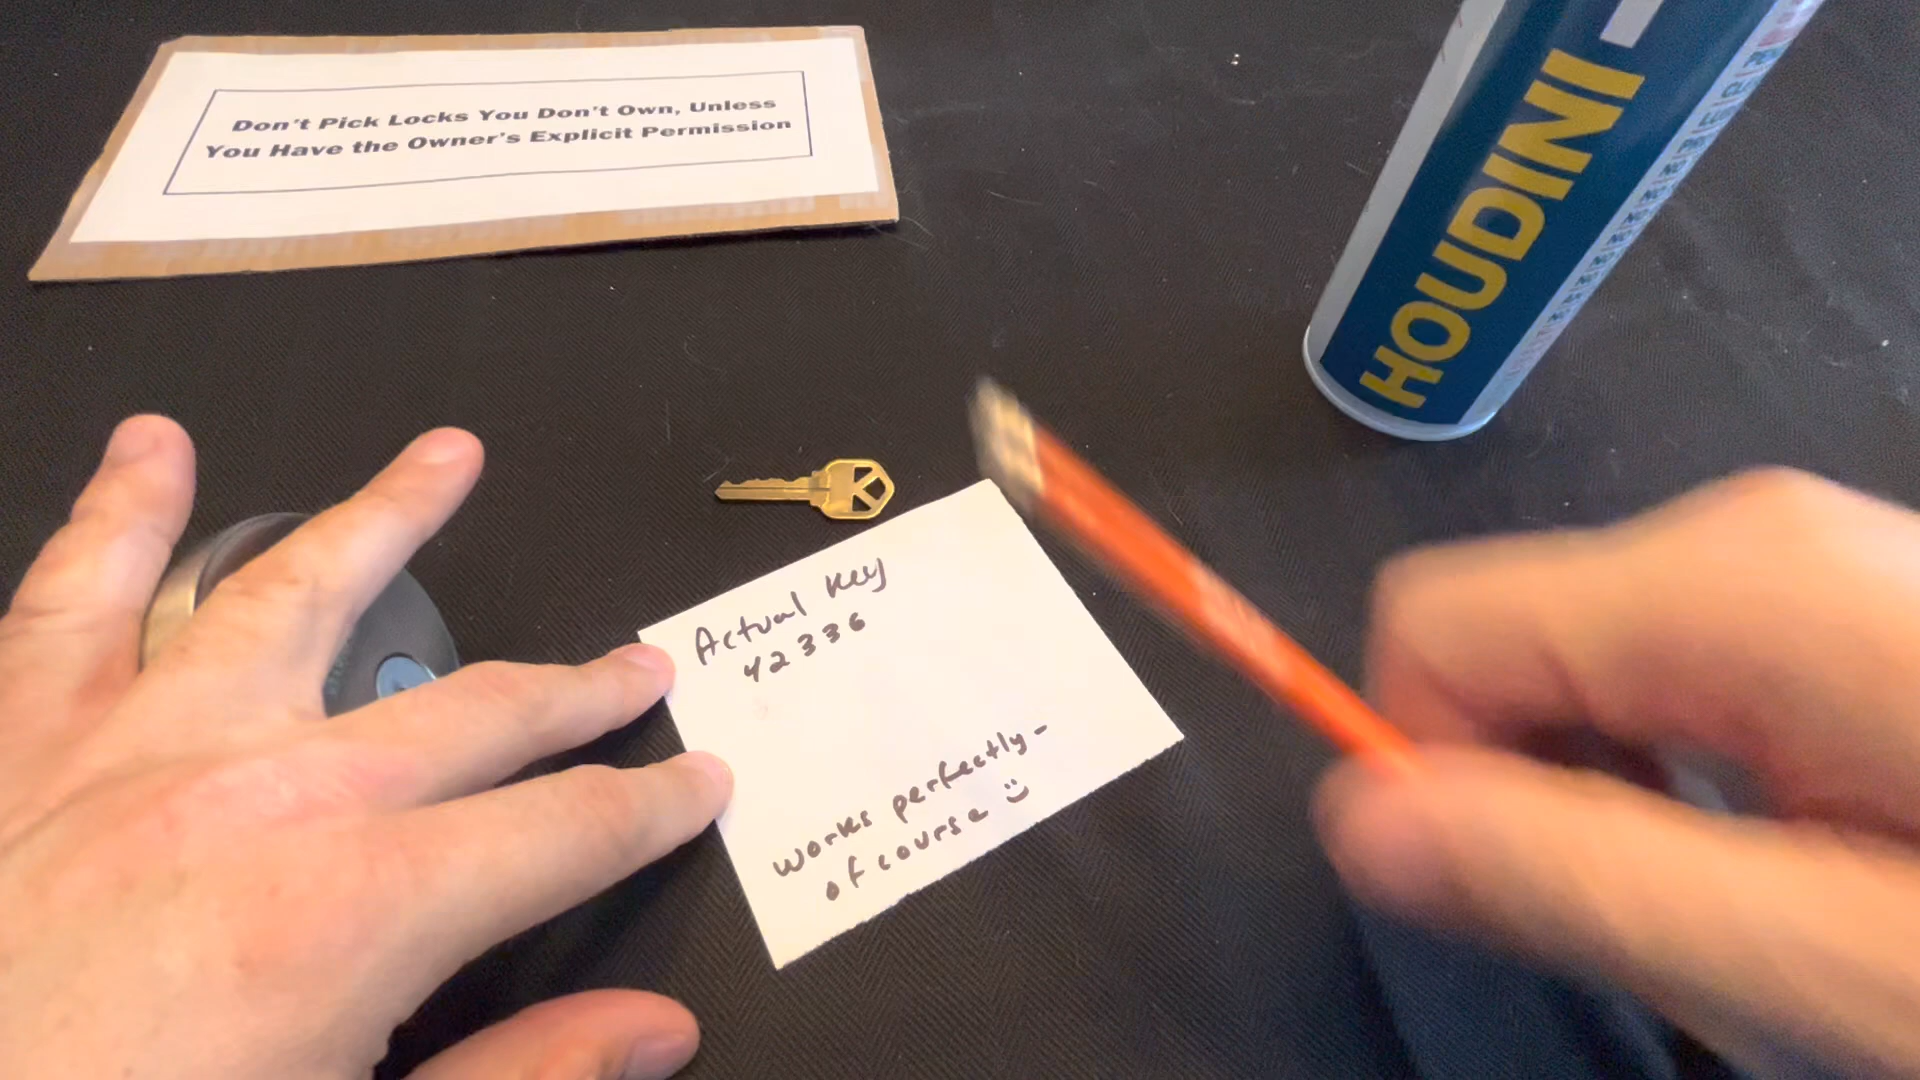 Don't Pick Locks You Don't Own, Unless
You Have the Owner's Explicit Permission
HOUDINI
Actual Key
42336
works perfectly-
of course :)